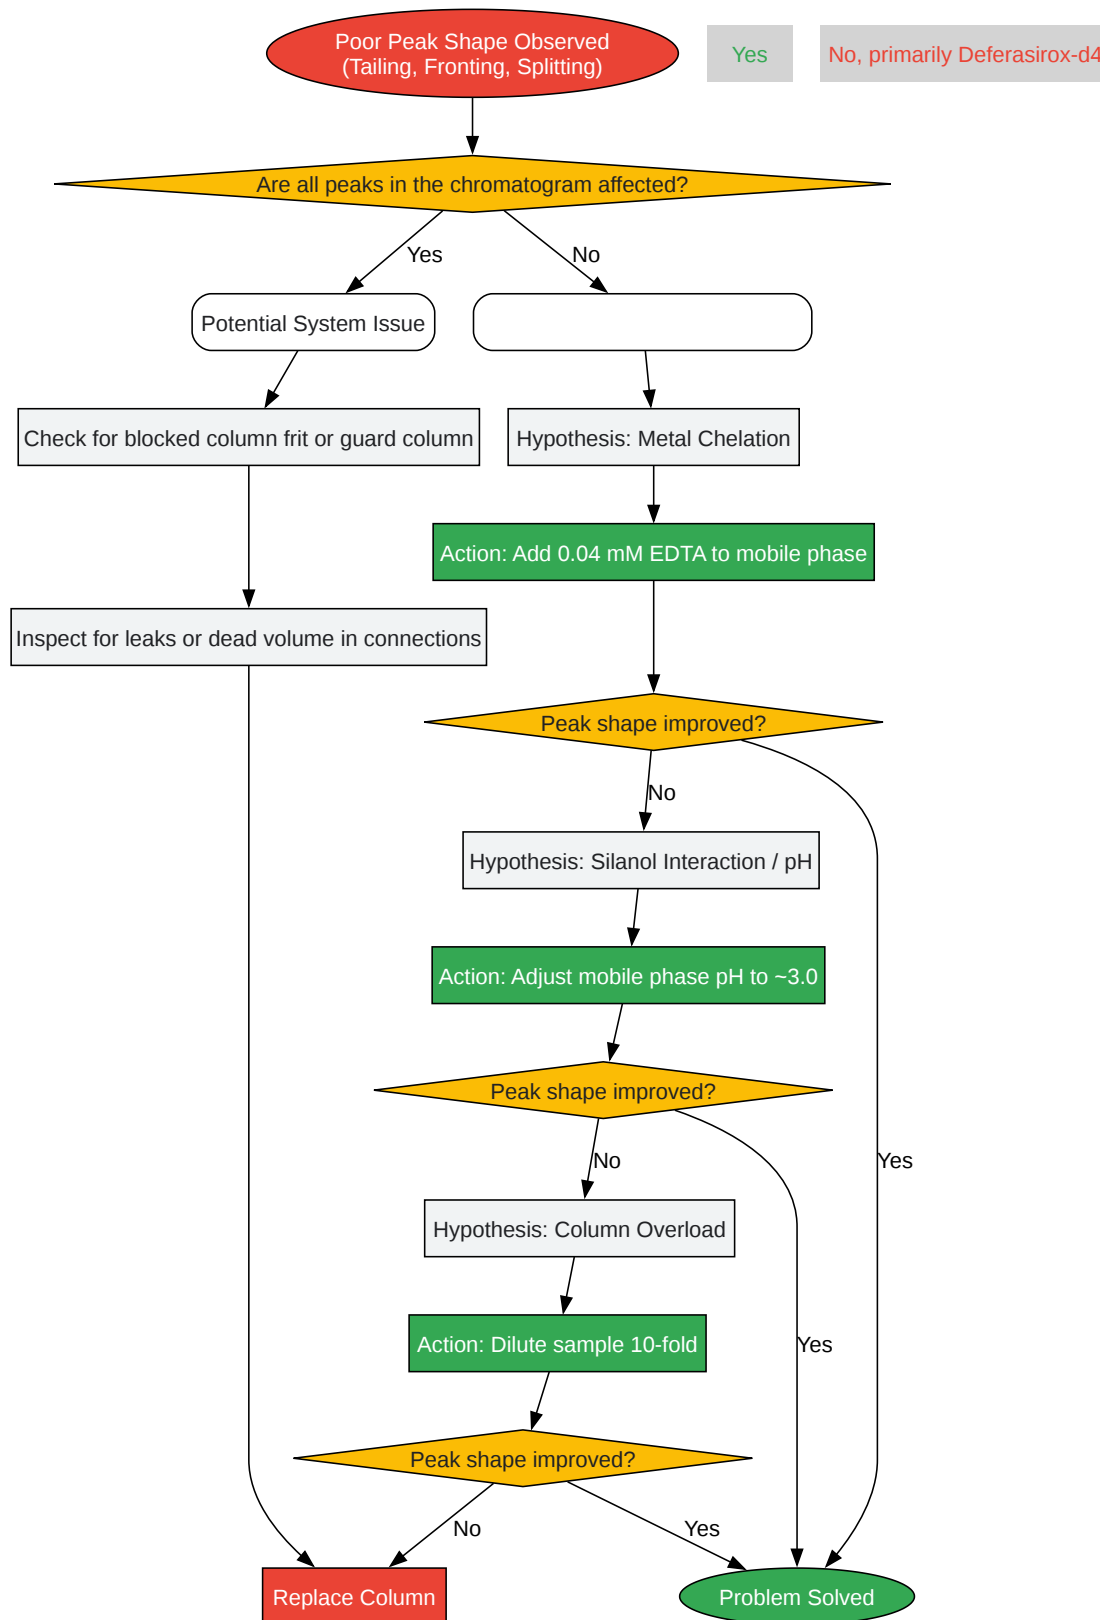 Poor Peak Shape Observed
(Tailing, Fronting, Splitting)
Yes
No, primarily Deferasirox-d4
Are all peaks in the chromatogram affected?
Yes
No
Potential System Issue
Check for blocked column frit or guard column
Hypothesis: Metal Chelation
Action: Add 0.04 mM EDTA to mobile phase
Inspect for leaks or dead volume in connections
Peak shape improved?
No
Hypothesis: Silanol Interaction / pH
Action: Adjust mobile phase pH to ~3.0
Peak shape improved?
No
Yes
Hypothesis: Column Overload
Action: Dilute sample 10-fold
Yes
Peak shape improved?
No
Yes
Replace Column
Problem Solved